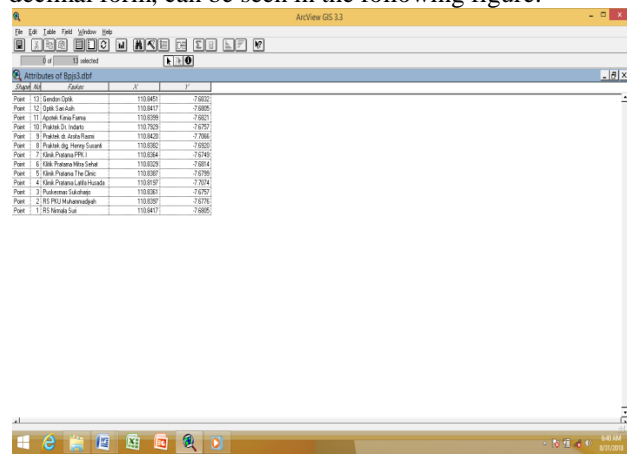 decimal form, can be seen in the following figure.
ArcView GIS 3.3
File Edit Table Field Window Help
0 of 13 selected
Attributes of Bpjs3.dbf
Shape No Faskes X Y
Point 13 Gendon Optik 110.8451 -7.6832
Point 12 Optik Sari Asih 110.8417 -7.6805
Point 11 Apotek Kimia Farma 110.8399 -7.6821
Point 10 Praktek Dr. Indarto 110.7929 -7.6757
Point 9 Praktek dr. Arsita Rasmi 110.8420 -7.7066
Point 8 Praktek drg. Henny Susanti 110.8382 -7.6920
Point 7 Klinik Pratama PPK I 110.8364 -7.6749
Point 6 Klinik Pratama Mitra Sehat 110.8329 -7.6814
Point 5 Klinik Pratama The Clinic 110.8387 -7.6799
Point 4 Klinik Pratama Latifa Husada 110.8197 -7.7074
Point 3 Puskesmas Sukoharjo 110.8361 -7.6757
Point 2 RS PKU Muhammadiyah 110.8397 -7.6776
Point 1 RS Nirmala Suri 110.8417 -7.6805
6:40 AM